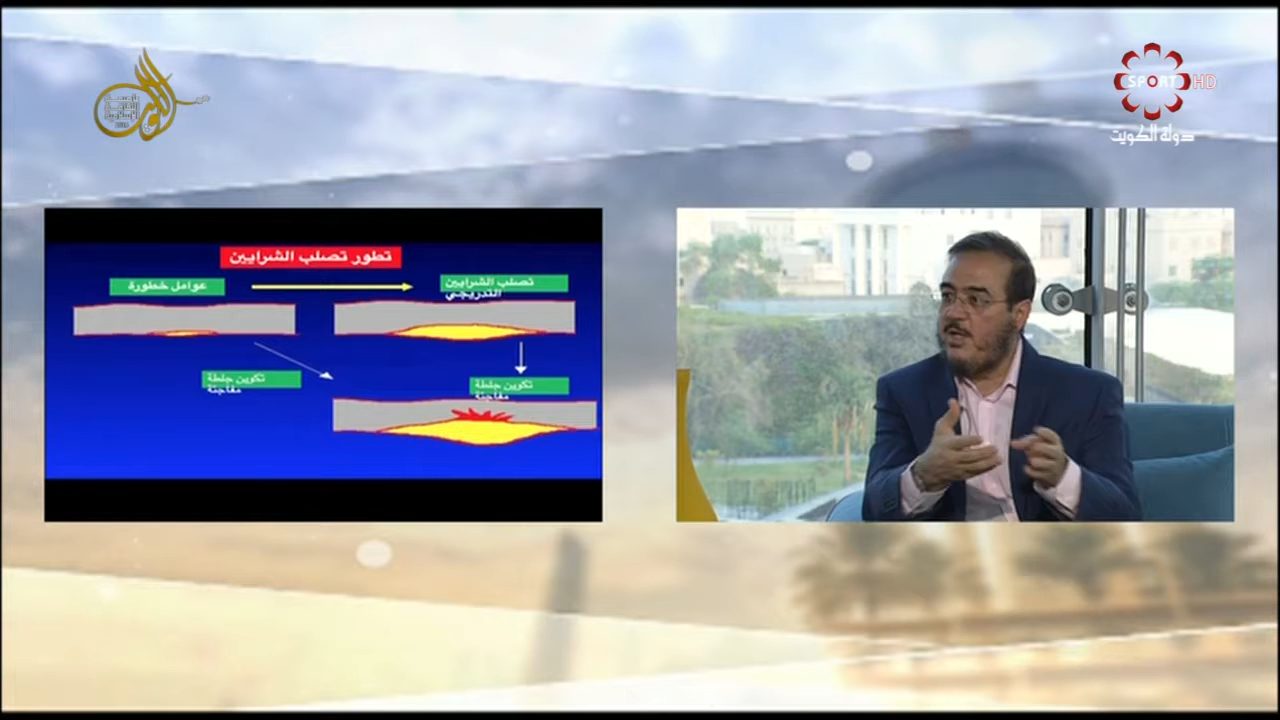 SPORT HD
دولة الكويت
تطور تصلب الشرايين
عوامل خطورة
تصلب الشرايين
التدريجي
تكوين جلطة
مفاجئة
تكوين جلطة
مفاجئة